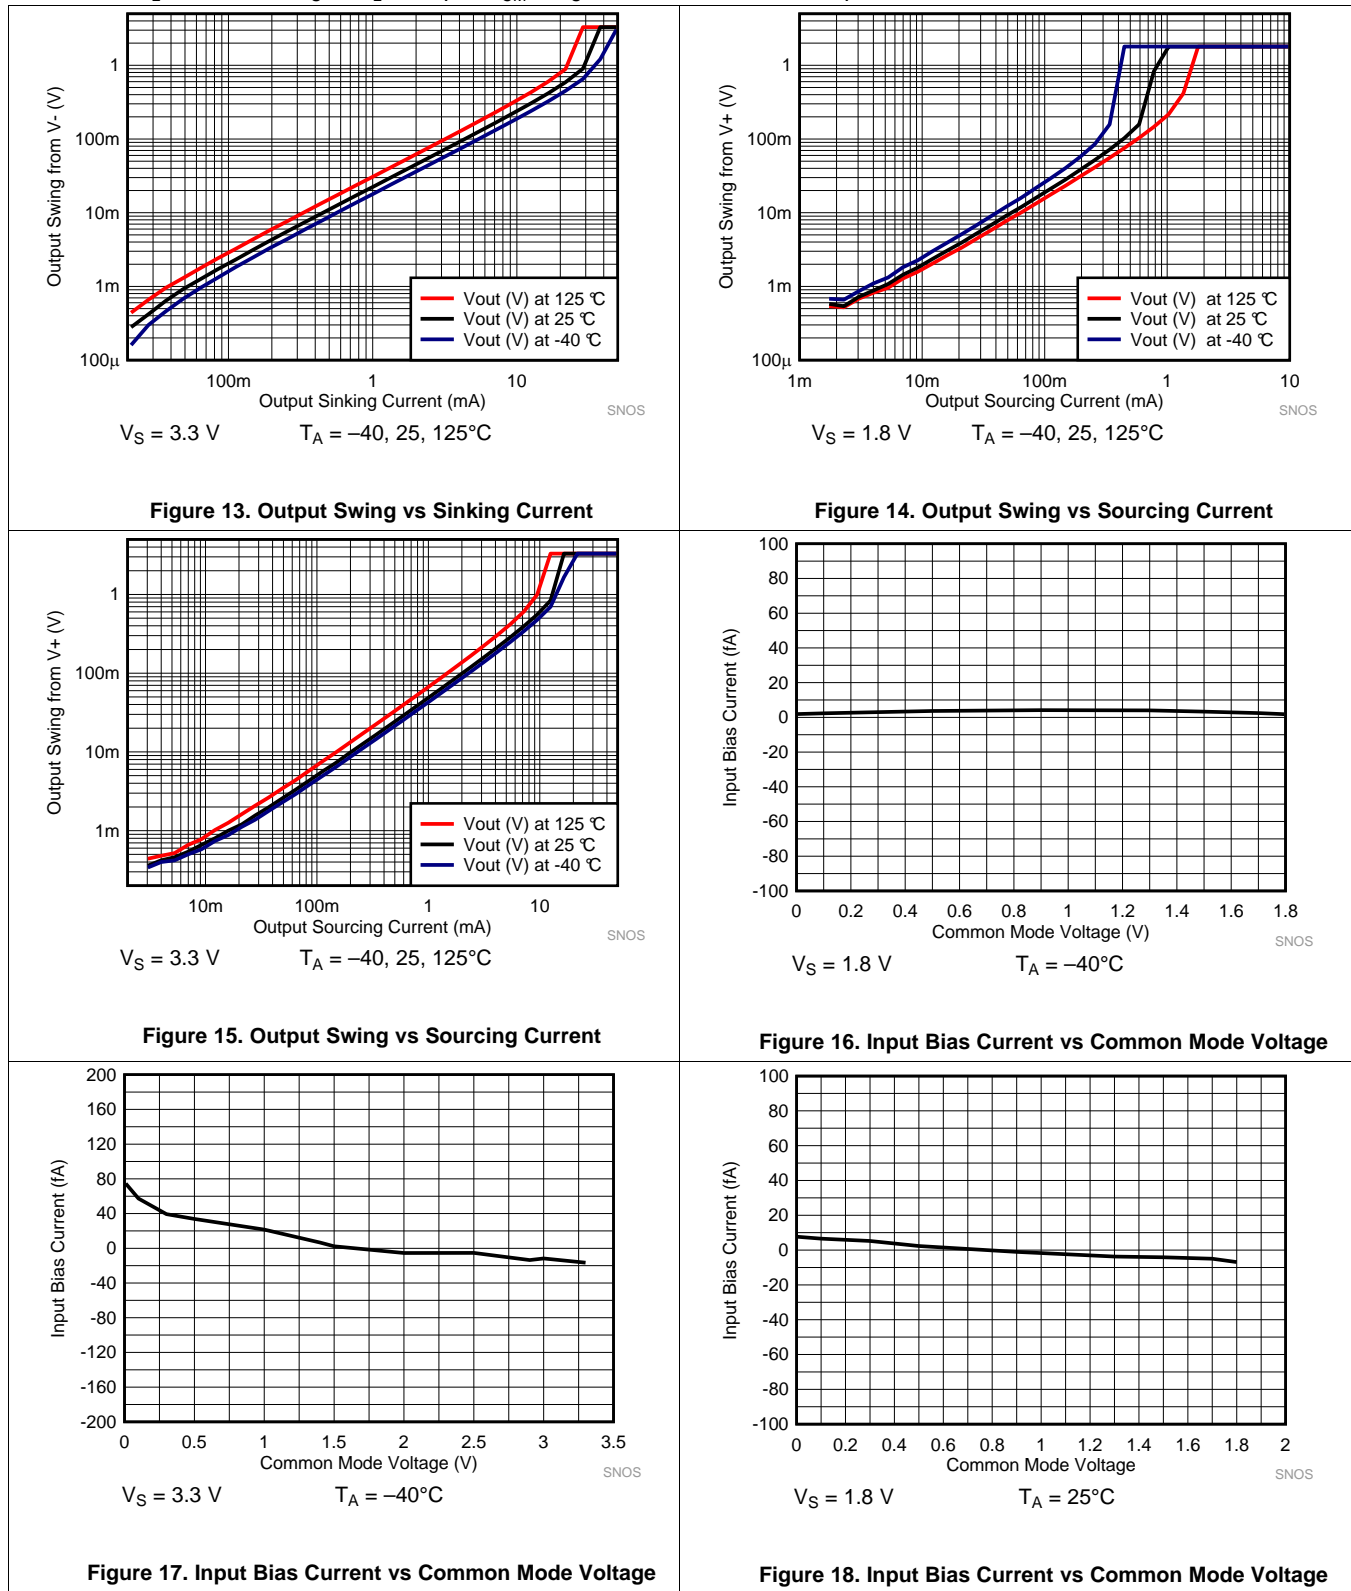 Output Swing from V- (V)
1
100m
10m
1m
100µ
Vout (V) at 125 °C
Vout (V) at 25 °C
Vout (V) at -40 °C
100m 1 10
Output Sinking Current (mA)
SNOS
VS = 3.3 V TA = –40, 25, 125°C
Figure 13. Output Swing vs Sinking Current
Output Swing from V+ (V)
1
100m
10m
1m
100µ
Vout (V) at 125 °C
Vout (V) at 25 °C
Vout (V) at -40 °C
1m 10m 100m 1 10
Output Sourcing Current (mA)
SNOS
VS = 1.8 V TA = –40, 25, 125°C
Figure 14. Output Swing vs Sourcing Current
Output Swing from V+ (V)
1
100m
10m
1m
Vout (V) at 125 °C
Vout (V) at 25 °C
Vout (V) at -40 °C
10m 100m 1 10
Output Sourcing Current (mA)
SNOS
VS = 3.3 V TA = –40, 25, 125°C
Figure 15. Output Swing vs Sourcing Current
Input Bias Current (fA)
100
80
60
40
20
0
-20
-40
-60
-80
-100
0 0.2 0.4 0.6 0.8 1 1.2 1.4 1.6 1.8
Common Mode Voltage (V)
SNOS
VS = 1.8 V TA = –40°C
Figure 16. Input Bias Current vs Common Mode Voltage
Input Bias Current (fA)
200
160
120
80
40
0
-40
-80
-120
-160
-200
0 0.5 1 1.5 2 2.5 3 3.5
Common Mode Voltage (V)
SNOS
VS = 3.3 V TA = –40°C
Figure 17. Input Bias Current vs Common Mode Voltage
Input Bias Current (fA)
100
80
60
40
20
0
-20
-40
-60
-80
-100
0 0.2 0.4 0.6 0.8 1 1.2 1.4 1.6 1.8 2
Common Mode Voltage
SNOS
VS = 1.8 V TA = 25°C
Figure 18. Input Bias Current vs Common Mode Voltage